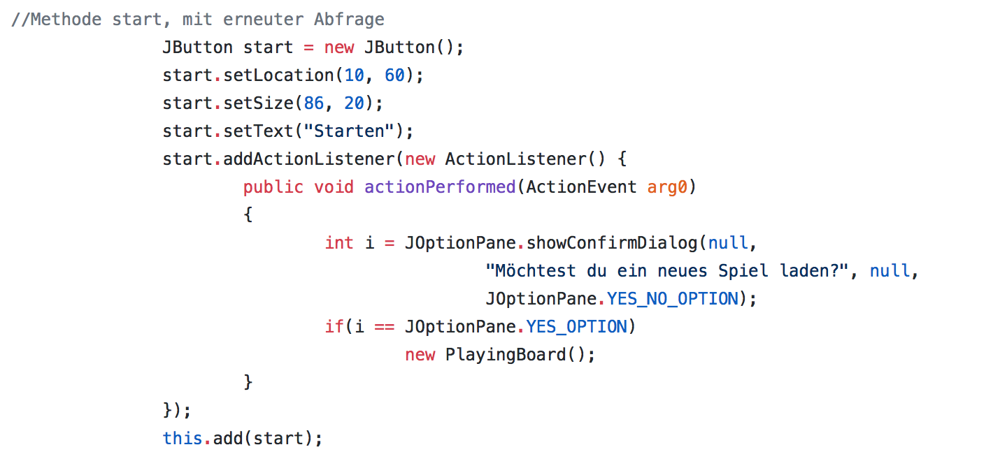 //Methode start, mit erneuter Abfrage
JButton start = new JButton();
start.setLocation(10, 60);
start.setSize(86, 20);
start.setText("Starten");
start.addActionListener(new ActionListener() {
public void actionPerformed(ActionEvent arg0)
{
int i = JOptionPane.showConfirmDialog(null,
"Möchtest du ein neues Spiel laden?", null,
JOptionPane.YES_NO_OPTION);
if(i == JOptionPane.YES_OPTION)
new PlayingBoard();
}
});
this.add(start);